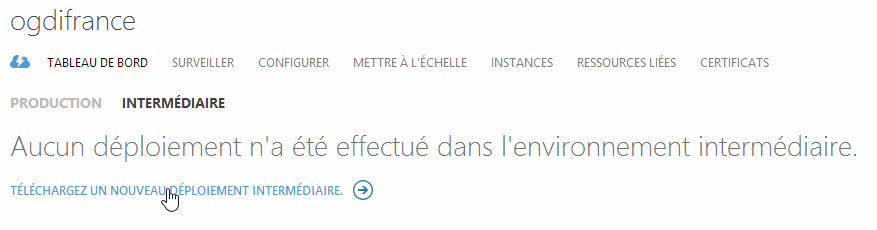 ogdifrance
TABLEAU DE BORD SURVEILLER CONFIGURER METTRE À L'ÉCHELLE INSTANCES RESSOURCES LIÉES CERTIFICATS
PRODUCTION INTERMÉDIAIRE
Aucun déploiement n'a été effectué dans l'environnement intermédiaire.
TÉLÉCHARGEZ UN NOUVEAU DÉPLOIEMENT INTERMÉDIAIRE.